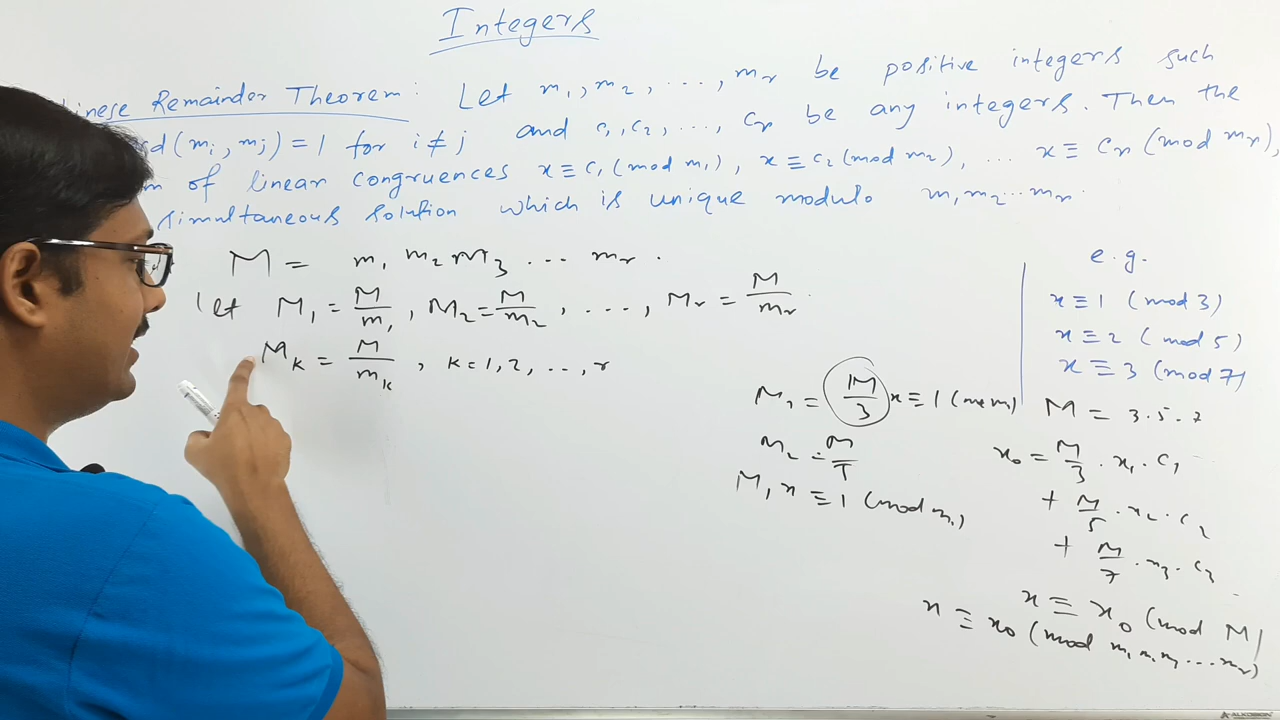 Integers
Chinese Remainder Theorem: Let m₁, m₂, ..., mᵣ be positive integers such
gcd(mᵢ, mⱼ) = 1 for i ≠ j and c₁, c₂, ..., cᵣ be any integers. Then the
of linear congruences x ≡ c₁ (mod m₁), x ≡ c₂ (mod m₂), ... x ≡ cᵣ (mod mᵣ),
simultaneous solution which is unique modulo m₁m₂...mᵣ.
M = m₁ m₂ m₃ ... mᵣ.
Let M₁ = M/m₁, M₂ = M/m₂, ..., Mᵣ = M/mᵣ.
Mₖ = M/mₖ, k = 1, 2, ..., r
e.g.
x ≡ 1 (mod 3)
x ≡ 2 (mod 5)
x ≡ 3 (mod 7)
M = 3·5·7
M₁ = M/3 x ≡ 1
M₂ = M/5
M₁ x ≡ 1 (mod m₁)
x₀ = M/3 · x₁ · c₁
+ M/5 · x₂ · c₂
+ M/7 · x₃ · c₃
x ≡ x₀ (mod M)
x ≡ x₀ (mod m₁ m₂ m₃ ... mᵣ)